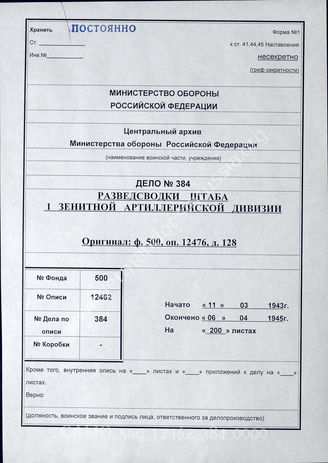 Хранить ПОСТОЯННО
Форма №1
Ст.
к ст. 41,44,45 Наставления
Инв.№
несекретно
(гриф секретности)
МИНИСТЕРСТВО ОБОРОНЫ
РОССИЙСКОЙ ФЕДЕРАЦИИ
Центральный архив
Министерства обороны Российской Федерации
(наименование воинской части, учреждения)
ДЕЛО № 384
РАЗВЕДСВОДКИ ШТАБА
1 ЗЕНИТНОЙ АРТИЛЛЕРИЙСКОЙ ДИВИЗИИ
Оригинал: ф. 500, оп. 12476, д. 128
№ Фонда 500
№ Описи 12462
№ Дела по описи 384
№ Коробки -
Начато « 11 » 03 1943г.
Окончено « 06 » 04 1945г.
На « 200 » листах
Кроме того, внутренняя опись на «___» листах и «___» приложений к делу на «___»
листах.
Верно:
(должность, воинское звание и подпись лица, ответственного за делопроизводство)